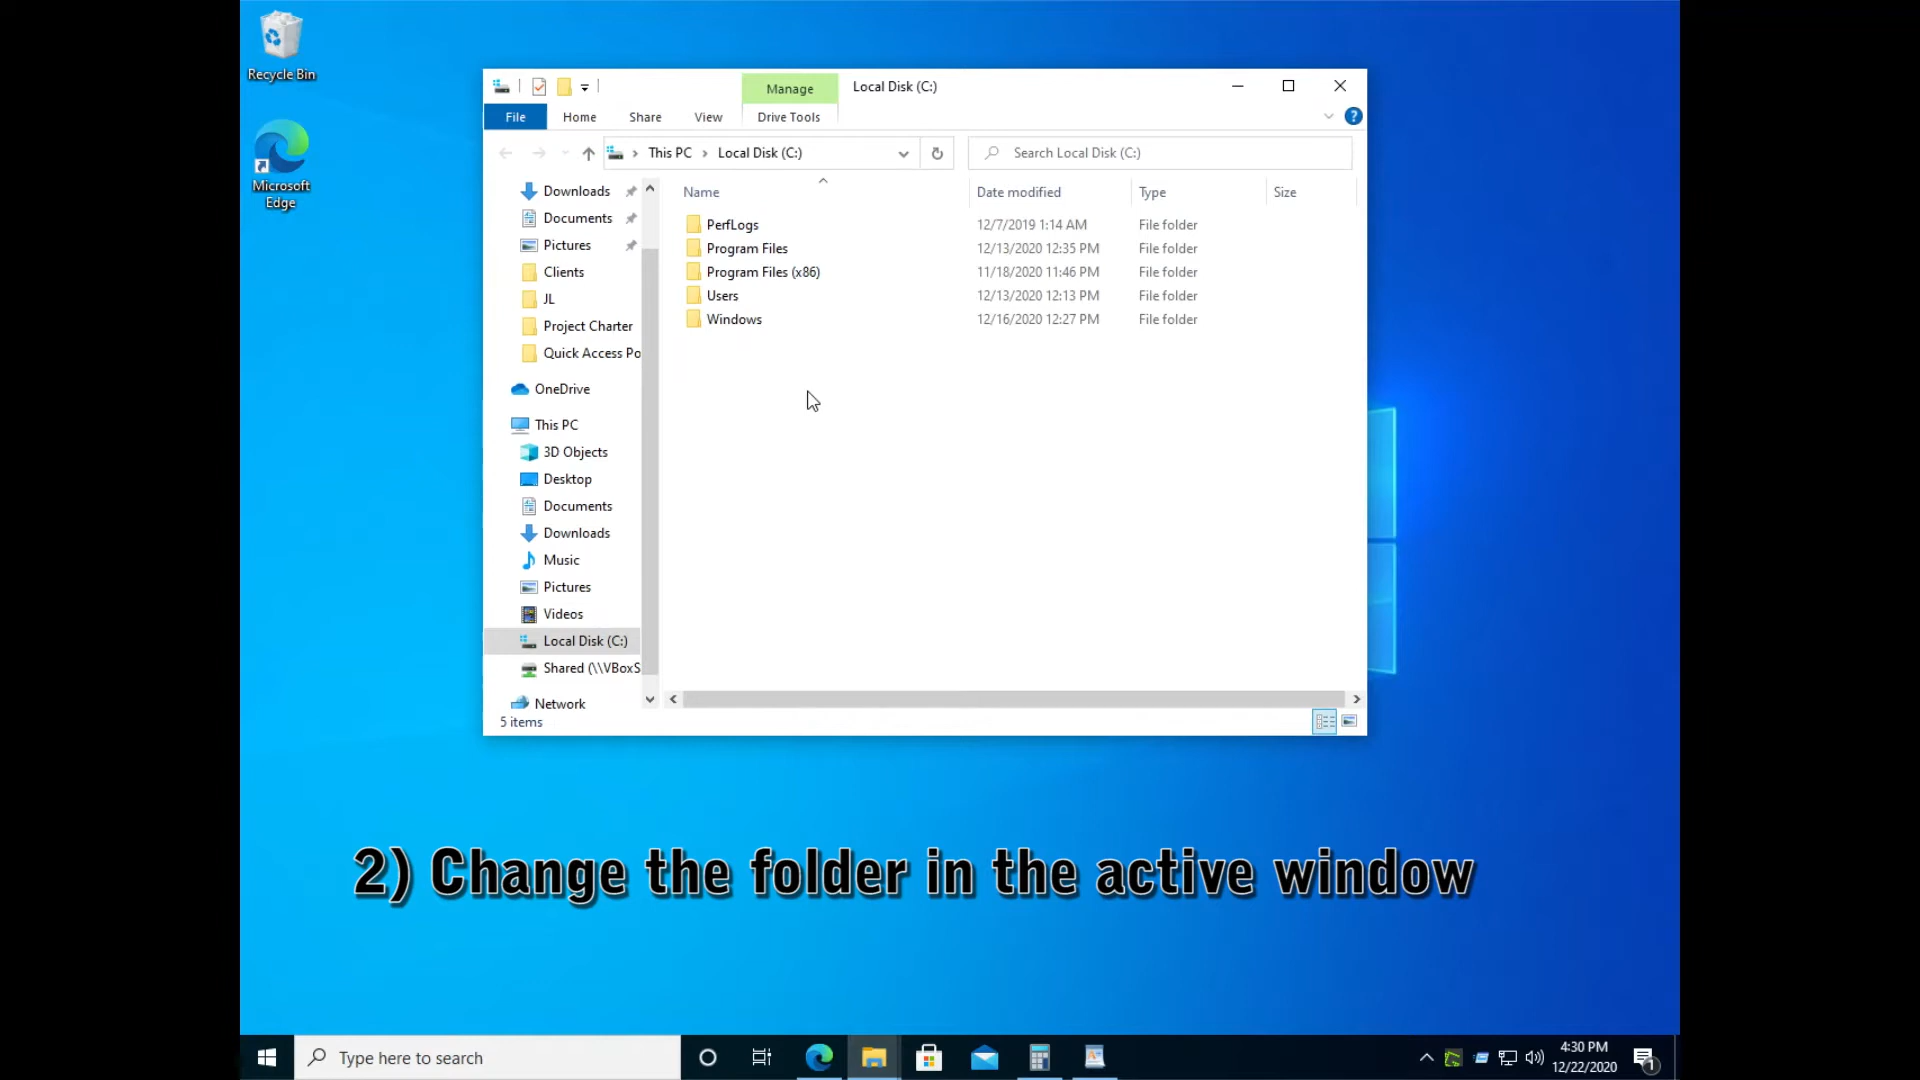 Recycle Bin
Microsoft
Edge
Manage
Local Disk (C:)
File
Home
Share
View
Drive Tools
This PC
Local Disk (C:)
Search Local Disk (C:)
Downloads
Documents
Pictures
Clients
JL
Project Charter
Quick Access Po
OneDrive
This PC
3D Objects
Desktop
Documents
Downloads
Music
Pictures
Videos
Local Disk (C:)
Shared (\\VBoxS
Network
Name Date modified Type Size
PerfLogs 12/7/2019 1:14 AM File folder
Program Files 12/13/2020 12:35 PM File folder
Program Files (x86) 11/18/2020 11:46 PM File folder
Users 12/13/2020 12:13 PM File folder
Windows 12/16/2020 12:27 PM File folder
5 items
2) Change the folder in the active window
Type here to search
4:30 PM
12/22/2020
1